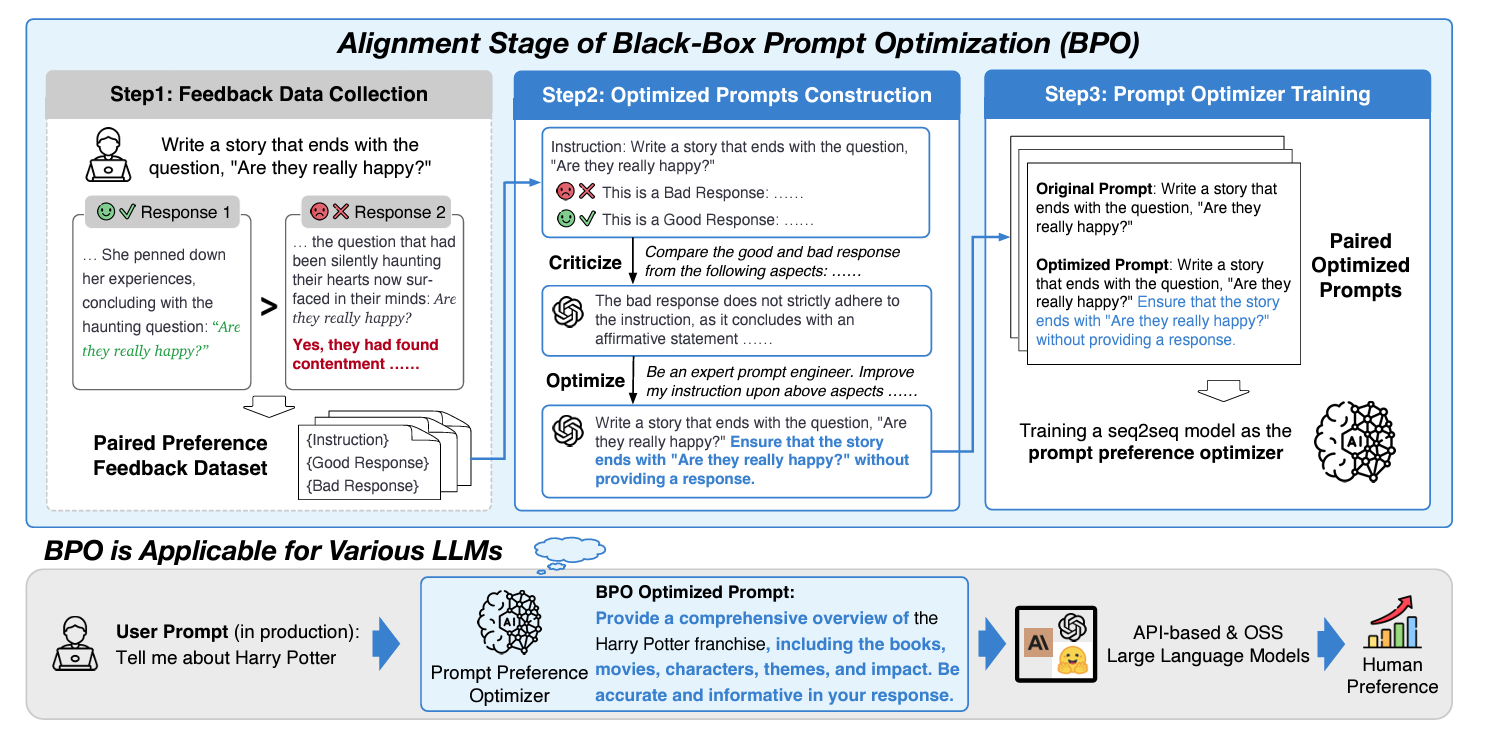 Alignment Stage of Black-Box Prompt Optimization (BPO)
Step1: Feedback Data Collection
Write a story that ends with the
question, "Are they really happy?"
Response 1
… She penned down
her experiences,
concluding with the
haunting question: “Are
they really happy?”
>
Response 2
… the question that had
been silently haunting
their hearts now sur-
faced in their minds: Are
they really happy?
Yes, they had found
contentment ……
Paired Preference
Feedback Dataset
{Instruction}
{Good Response}
{Bad Response}
Step2: Optimized Prompts Construction
Instruction: Write a story that ends with the question,
"Are they really happy?"
This is a Bad Response: ……
This is a Good Response: ……
Criticize
Compare the good and bad response
from the following aspects: ……
The bad response does not strictly adhere to
the instruction, as it concludes with an
affirmative statement ……
Optimize
Be an expert prompt engineer. Improve
my instruction upon above aspects ……
Write a story that ends with the question, "Are
they really happy?" Ensure that the story
ends with "Are they really happy?" without
providing a response.
Step3: Prompt Optimizer Training
Original Prompt: Write a story that
ends with the question, "Are they
really happy?"
Optimized Prompt: Write a story
that ends with the question, "Are they
really happy?" Ensure that the story
ends with "Are they really happy?"
without providing a response.
Paired
Optimized
Prompts
Training a seq2seq model as the
prompt preference optimizer
AI
BPO is Applicable for Various LLMs
User Prompt (in production):
Tell me about Harry Potter
AI
Prompt Preference
Optimizer
BPO Optimized Prompt:
Provide a comprehensive overview of the
Harry Potter franchise, including the books,
movies, characters, themes, and impact. Be
accurate and informative in your response.
A\
API-based & OSS
Large Language Models
Human
Preference